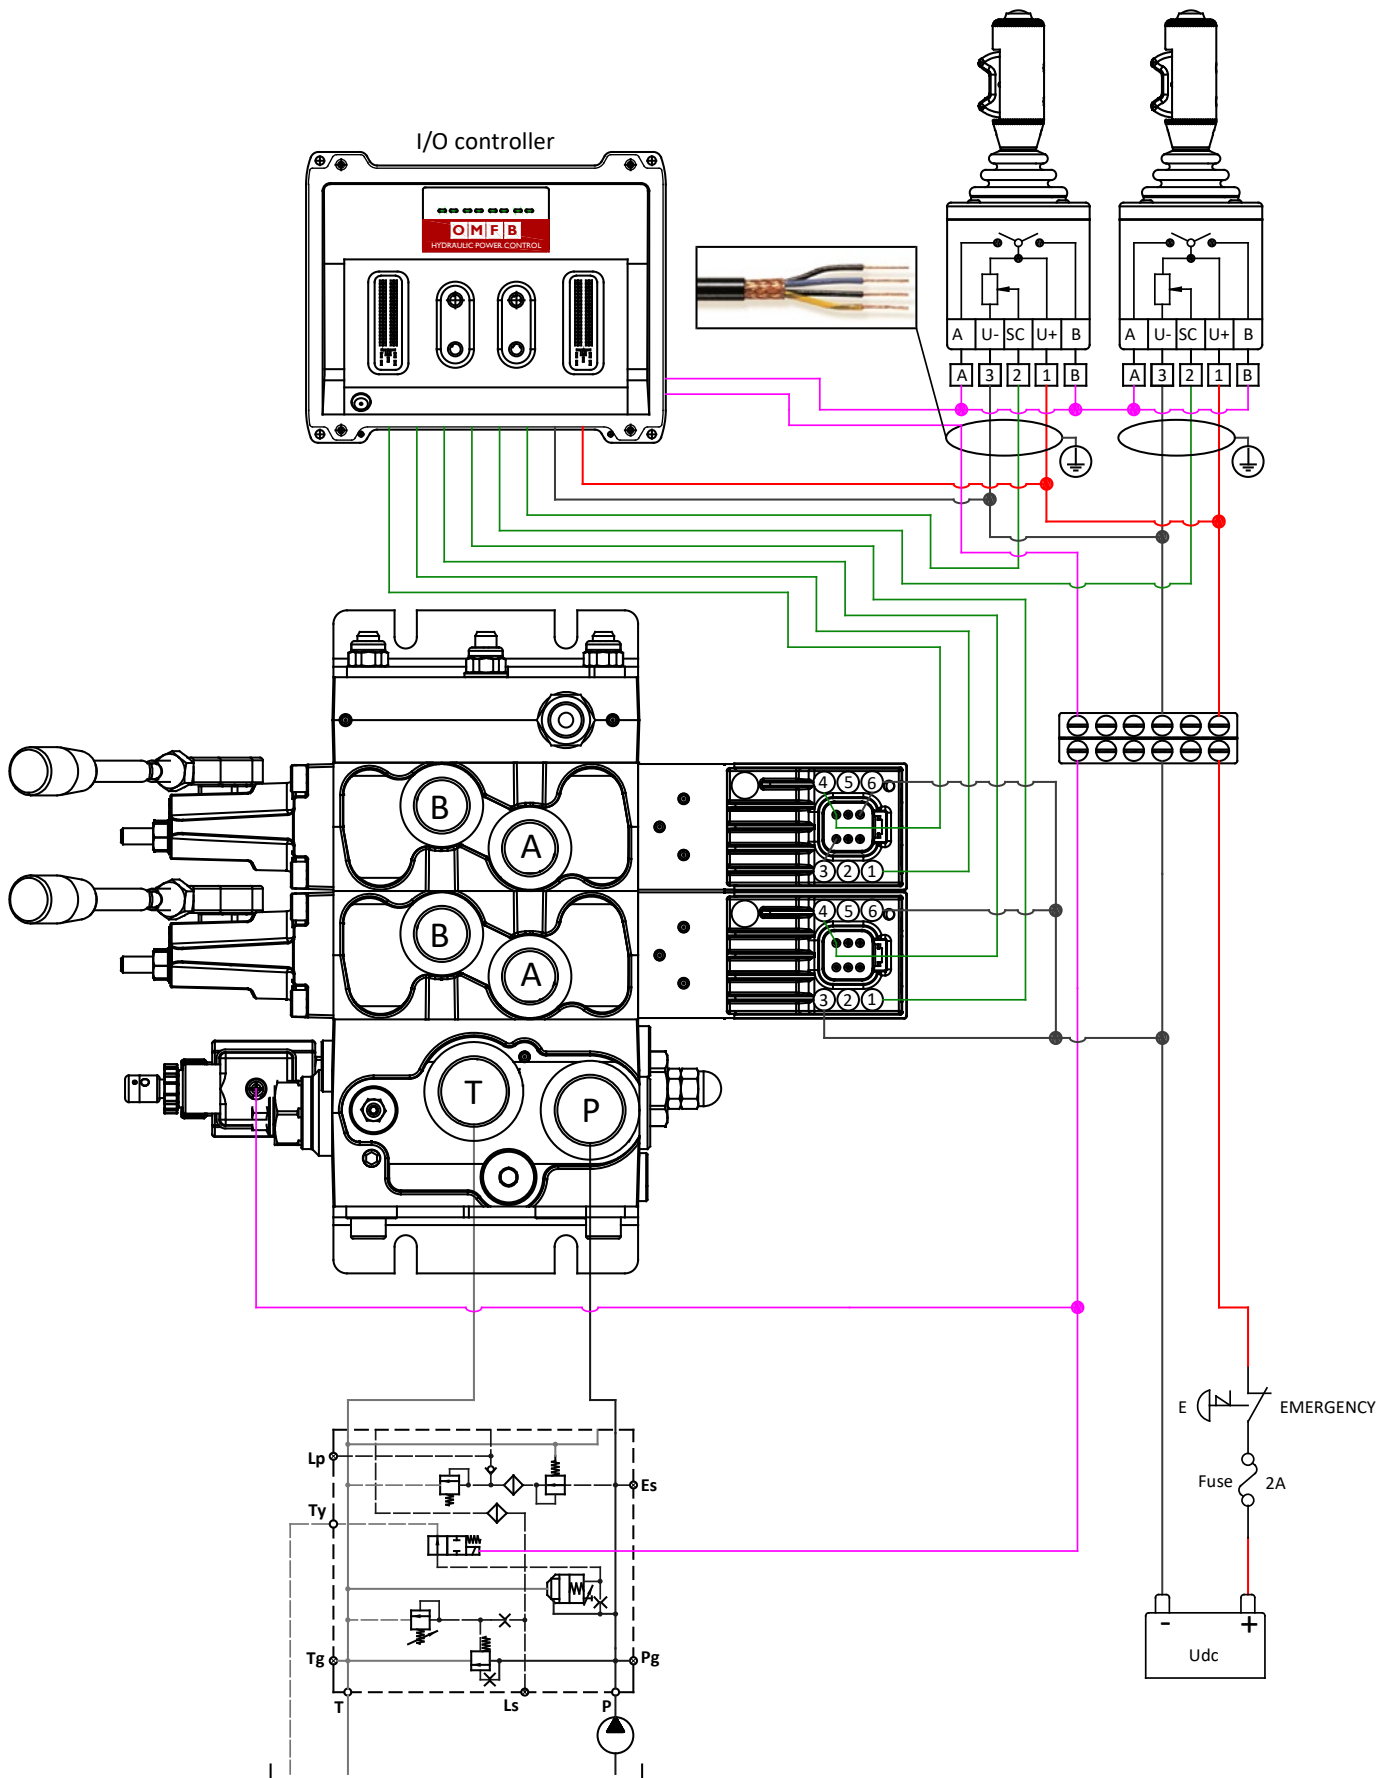 I/O controller
OMFB
HYDRAULIC POWER CONTROL
A U- SC U+ B
A U- SC U+ B
A 3 2 1 B
A 3 2 1 B
4 5 6
B
A
3 2 1
4 5 6
B
A
3 2 1
T
P
E EMERGENCY
Fuse 2A
Lp
Es
Ty
- +
Udc
Tg
Pg
T
Ls
P